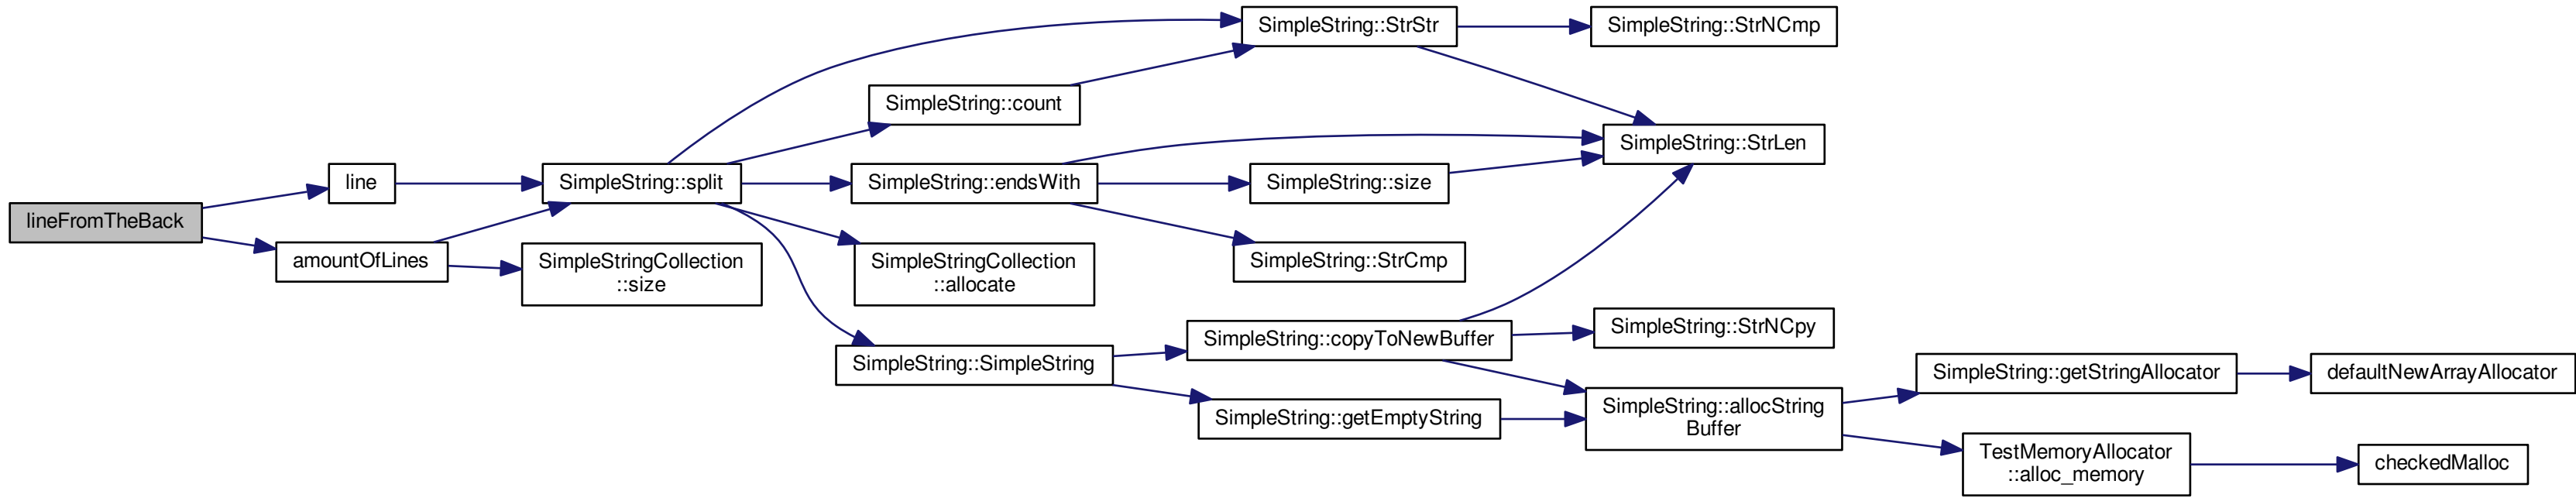 lineFromTheBack
line
amountOfLines
SimpleString::split
SimpleStringCollection
::size
SimpleString::StrStr
SimpleString::count
SimpleString::endsWith
SimpleStringCollection
::allocate
SimpleString::SimpleString
SimpleString::StrNCmp
SimpleString::StrLen
SimpleString::size
SimpleString::StrCmp
SimpleString::copyToNewBuffer
SimpleString::getEmptyString
SimpleString::StrNCpy
SimpleString::allocString
Buffer
SimpleString::getStringAllocator
TestMemoryAllocator
::alloc_memory
defaultNewArrayAllocator
checkedMalloc